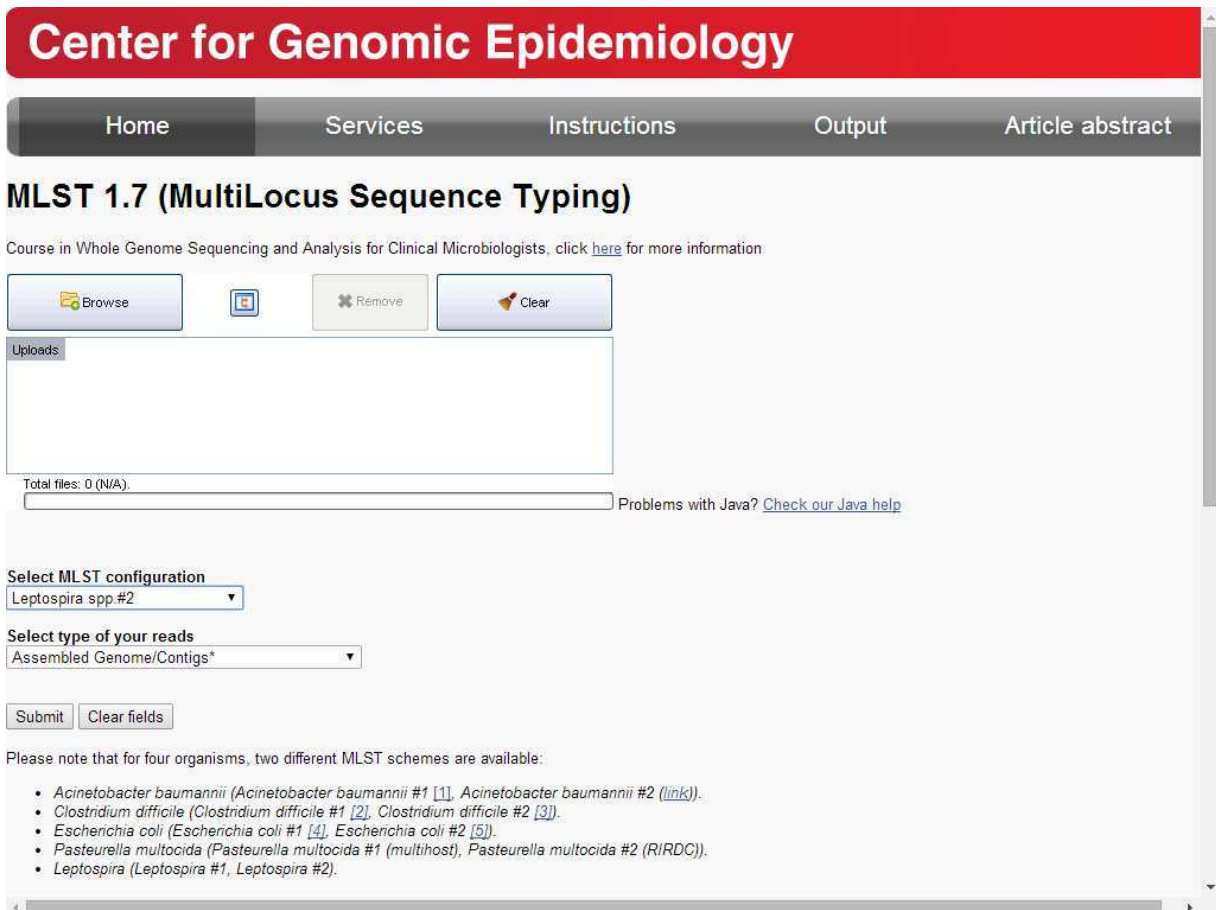 Center for Genomic Epidemiology
Home Services Instructions Output Article abstract
MLST 1.7 (MultiLocus Sequence Typing)
Course in Whole Genome Sequencing and Analysis for Clinical Microbiologists, click here for more information
Browse Remove Clear
Uploads
Total files: 0 (N/A).
Problems with Java? Check our Java help
Select MLST configuration
Leptospira spp.#2
Select type of your reads
Assembled Genome/Contigs*
Submit Clear fields
Please note that for four organisms, two different MLST schemes are available:
• Acinetobacter baumannii (Acinetobacter baumannii #1 [1], Acinetobacter baumannii #2 (link)).
• Clostridium difficile (Clostridium difficile #1 [2], Clostridium difficile #2 [3]).
• Escherichia coli (Escherichia coli #1 [4], Escherichia coli #2 [5]).
• Pasteurella multocida (Pasteurella multocida #1 (multihost), Pasteurella multocida #2 (RIRDC)).
• Leptospira (Leptospira #1, Leptospira #2).